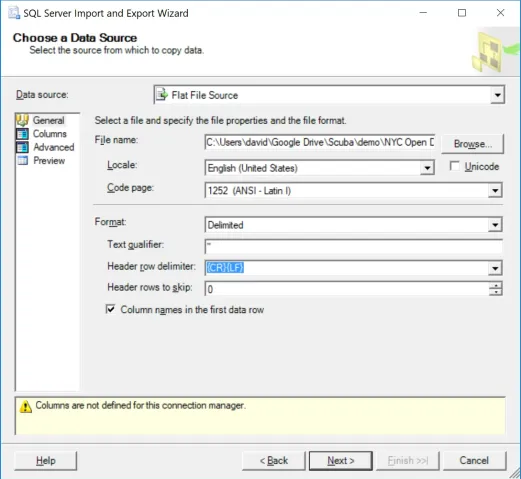 SQL Server Import and Export Wizard
Choose a Data Source
Select the source from which to copy data.
Data source: Flat File Source
General
Columns
Advanced
Preview
Select a file and specify the file properties and the file format.
File name: C:\Users\david\Google Drive\Scuba\demo\NYC Open D Browse...
Locale: English (United States) Unicode
Code page: 1252 (ANSI - Latin I)
Format: Delimited
Text qualifier: "
Header row delimiter: {CR}{LF}
Header rows to skip: 0
Column names in the first data row
Columns are not defined for this connection manager.
Help < Back Next > Finish >>| Cancel